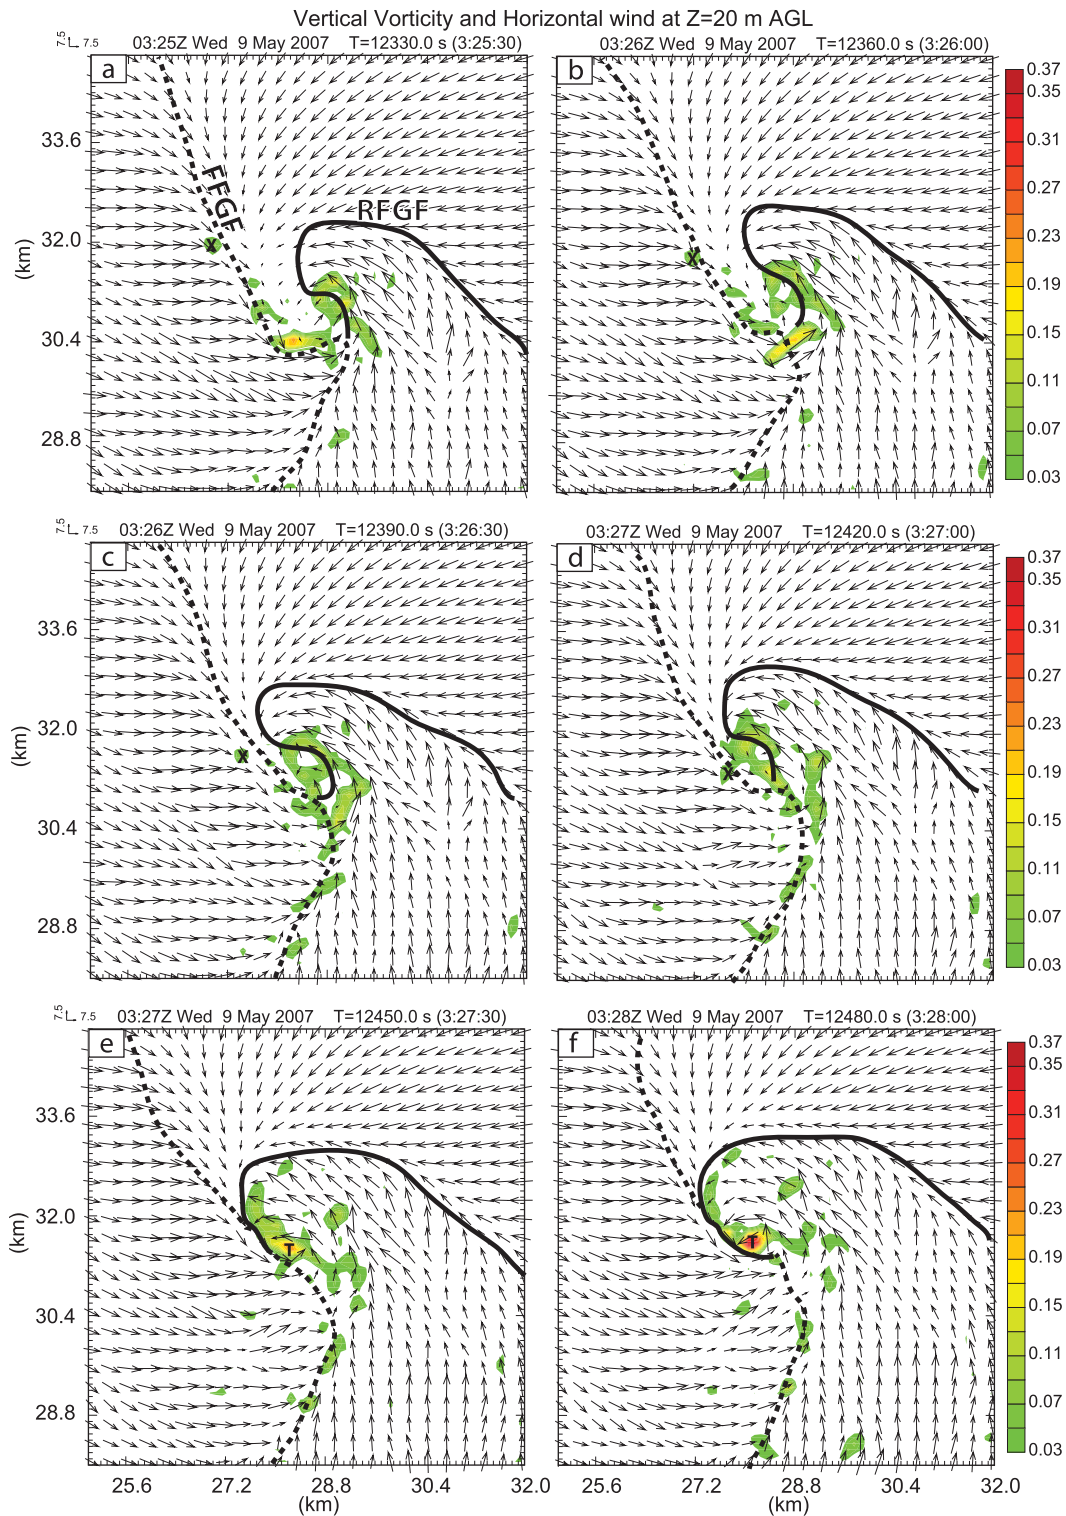 Vertical Vorticity and Horizontal wind at Z=20 m AGL
7.5 7.5 03:25Z Wed 9 May 2007 T=12330.0 s (3:25:30)
03:26Z Wed 9 May 2007 T=12360.0 s (3:26:00)
a
b
33.6
32.0
30.4
28.8
(km)
FFGF
RFGF
X
X
0.37
0.35
0.31
0.27
0.23
0.19
0.15
0.11
0.07
0.03
7.5 7.5 03:26Z Wed 9 May 2007 T=12390.0 s (3:26:30)
03:27Z Wed 9 May 2007 T=12420.0 s (3:27:00)
c
d
33.6
32.0
30.4
28.8
(km)
X
X
0.37
0.35
0.31
0.27
0.23
0.19
0.15
0.11
0.07
0.03
7.5 7.5 03:27Z Wed 9 May 2007 T=12450.0 s (3:27:30)
03:28Z Wed 9 May 2007 T=12480.0 s (3:28:00)
e
f
33.6
32.0
30.4
28.8
(km)
T
T
0.37
0.35
0.31
0.27
0.23
0.19
0.15
0.11
0.07
0.03
25.6 27.2 28.8 30.4 25.6 27.2 28.8 30.4 32.0
(km) (km)